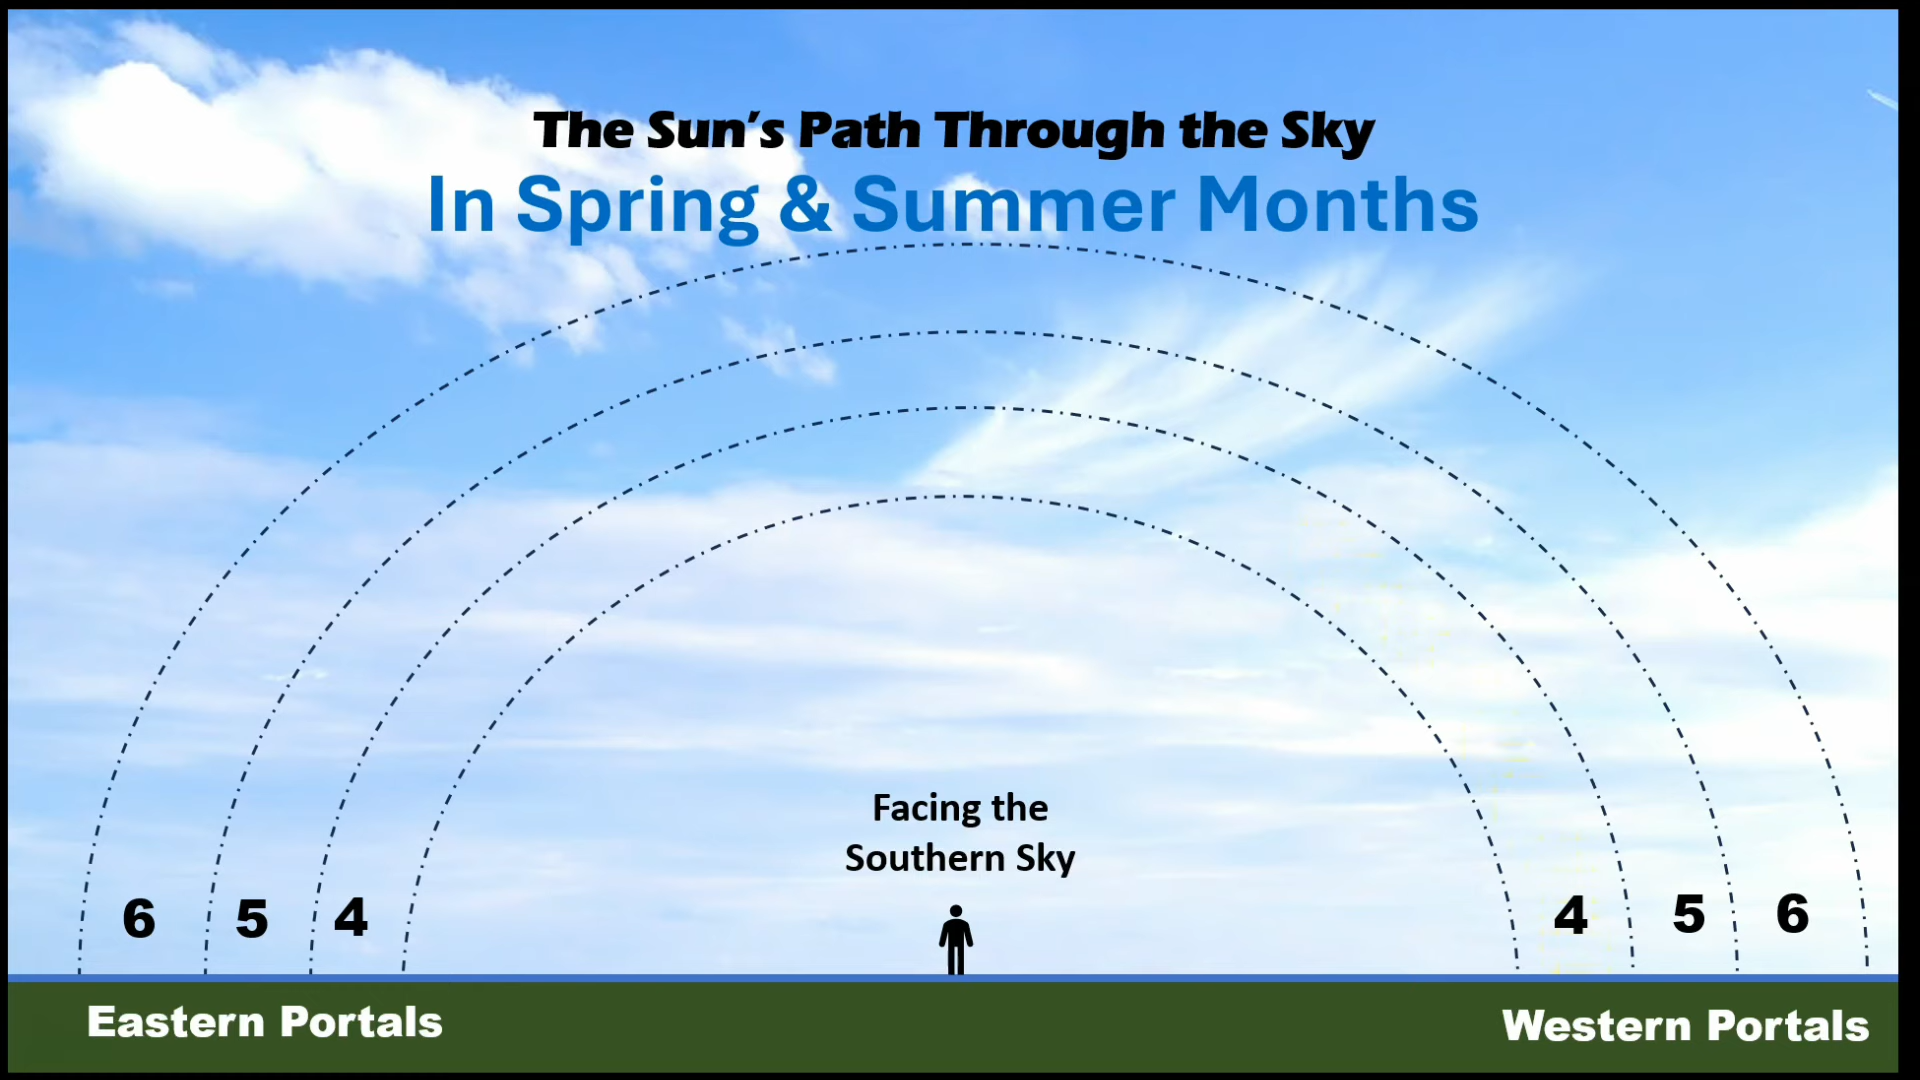 The Sun's Path Through the Sky
In Spring & Summer Months
Facing the
Southern Sky
6 5 4 4 5 6
Eastern Portals Western Portals